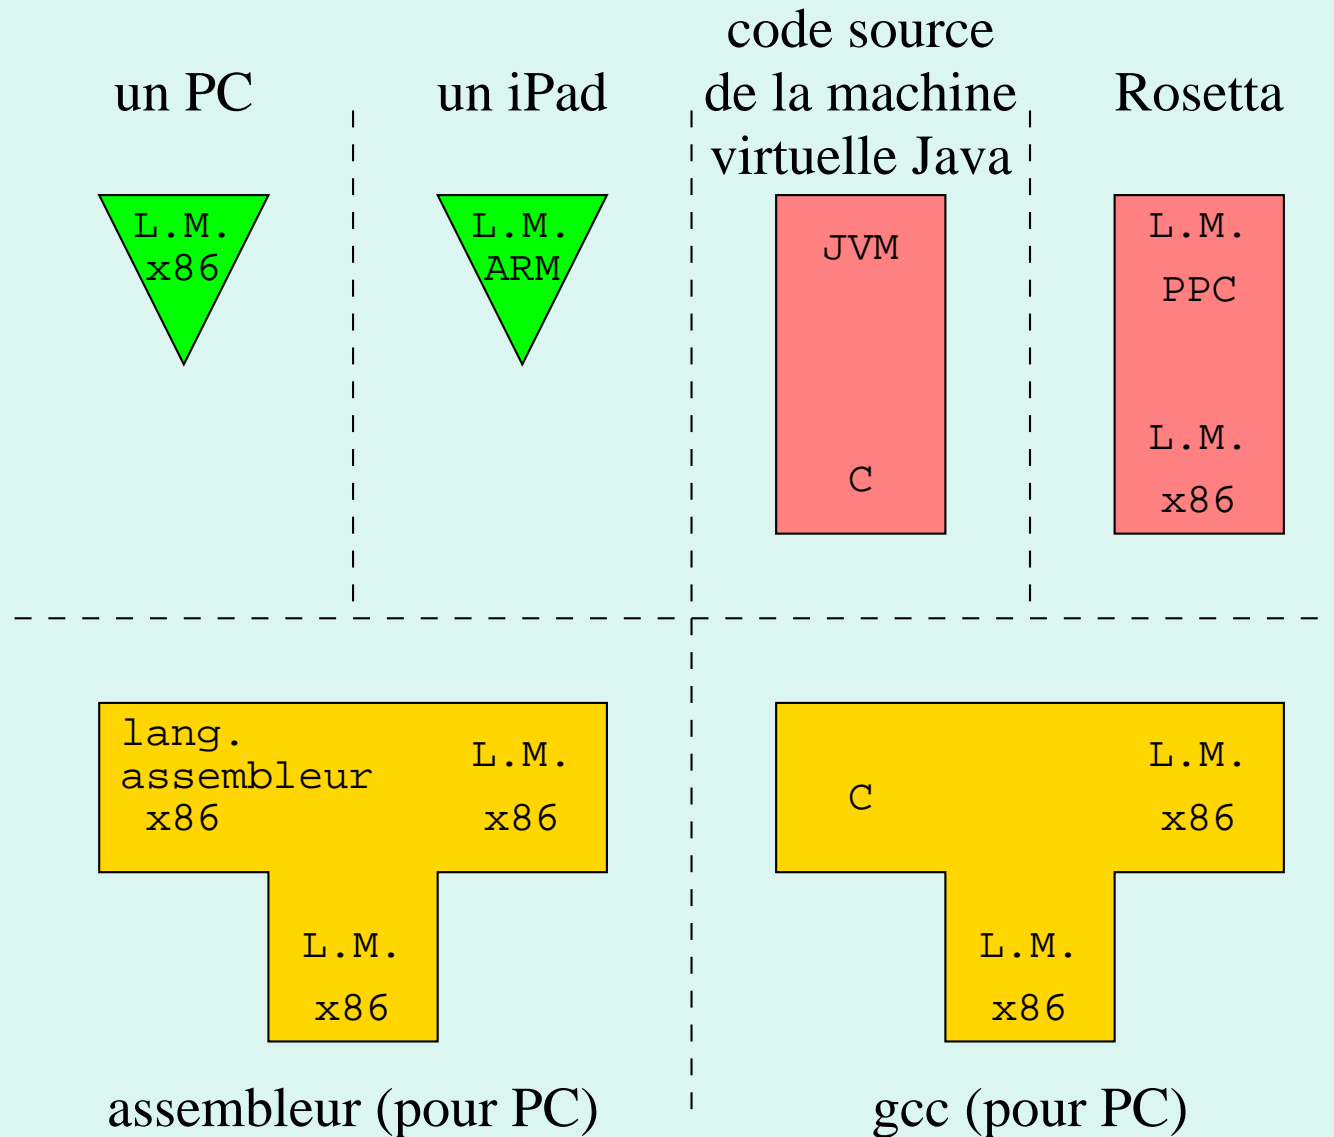 un PC
un iPad
code source
de la machine
virtuelle Java
Rosetta
L.M.
x86
L.M.
ARM
JVM
C
L.M.
PPC
L.M.
x86
lang.
assembleur
x86
L.M.
x86
L.M.
x86
assembleur (pour PC)
C
L.M.
x86
L.M.
x86
gcc (pour PC)